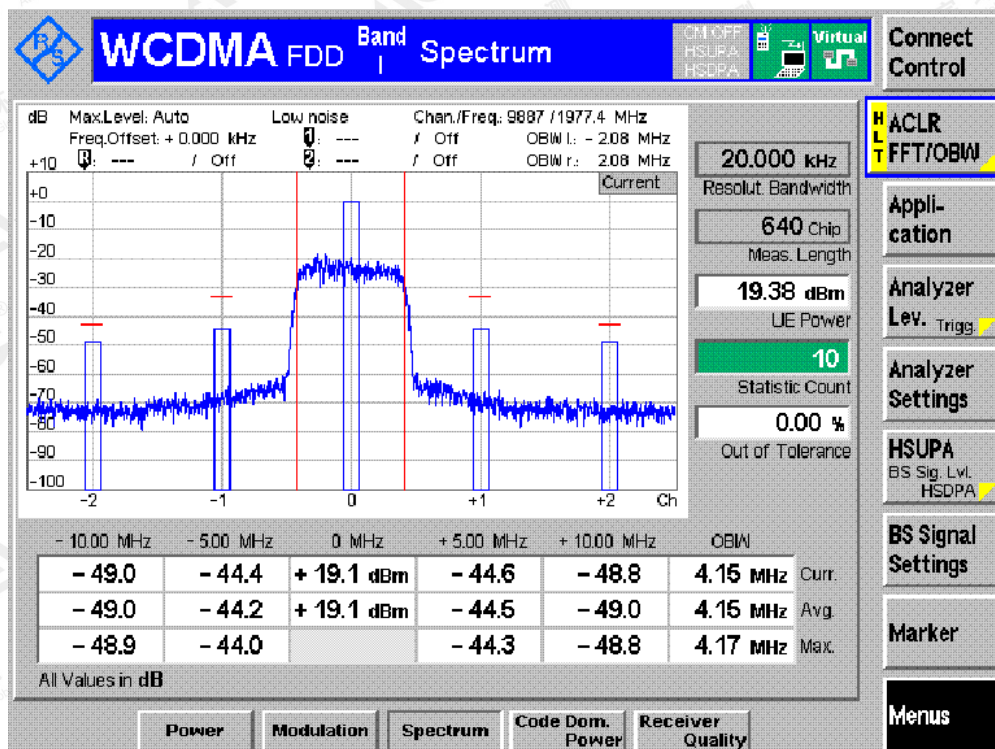 R S
WCDMA FDD Band I Spectrum
CM OFF
HSUPA
HSDPA
Virtual
Connect
Control
dB Max.Level: Auto Low noise Chan./Freq.: 9887 /1977.4 MHz
Freq.Offset: + 0.000 kHz 1: --- / Off OBW l.: - 2.08 MHz
R: --- / Off 2: --- / Off OBW r.: 2.08 MHz
Current
+10
+0
-10
-20
-30
-40
-50
-60
-70
-80
-90
-100
-2 -1 0 +1 +2 Ch
20.000 kHz
Resolut. Bandwidth
640 Chip
Meas. Length
19.38 dBm
UE Power
10
Statistic Count
0.00 %
Out of Tolerance
- 10.00 MHz - 5.00 MHz 0 MHz + 5.00 MHz + 10.00 MHz OBW
- 49.0 - 44.4 + 19.1 dBm - 44.6 - 48.8 4.15 MHz Curr.
- 49.0 - 44.2 + 19.1 dBm - 44.5 - 49.0 4.15 MHz Avg.
- 48.9 - 44.0 - 44.3 - 48.8 4.17 MHz Max.
All Values in dB
H L T
ACLR
FFT/OBW
Appli-
cation
Analyzer
Lev. Trigg.
Analyzer
Settings
HSUPA
BS Sig. Lvl.
HSDPA
BS Signal
Settings
Marker
Menus
Power
Modulation
Spectrum
Code Dom.
Power
Receiver
Quality